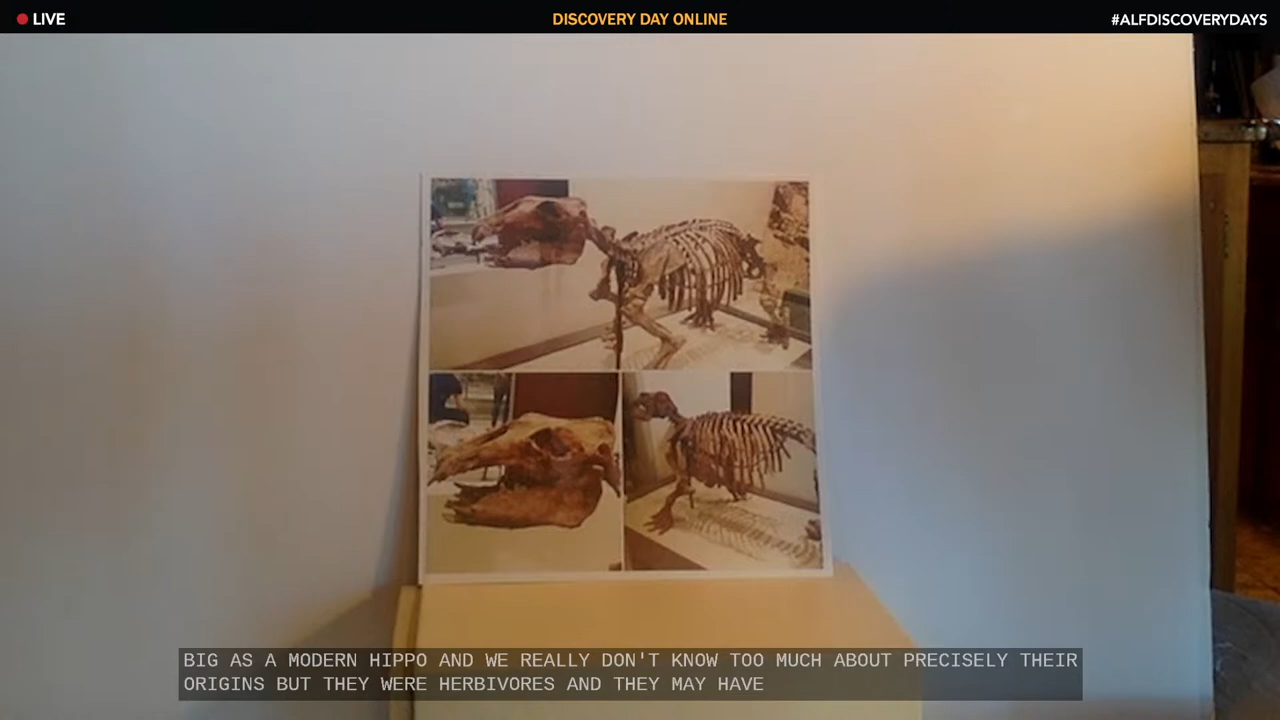 LIVE
DISCOVERY DAY ONLINE
#ALFDISCOVERYDAYS
BIG AS A MODERN HIPPO AND WE REALLY DON'T KNOW TOO MUCH ABOUT PRECISELY THEIR
ORIGINS BUT THEY WERE HERBIVORES AND THEY MAY HAVE